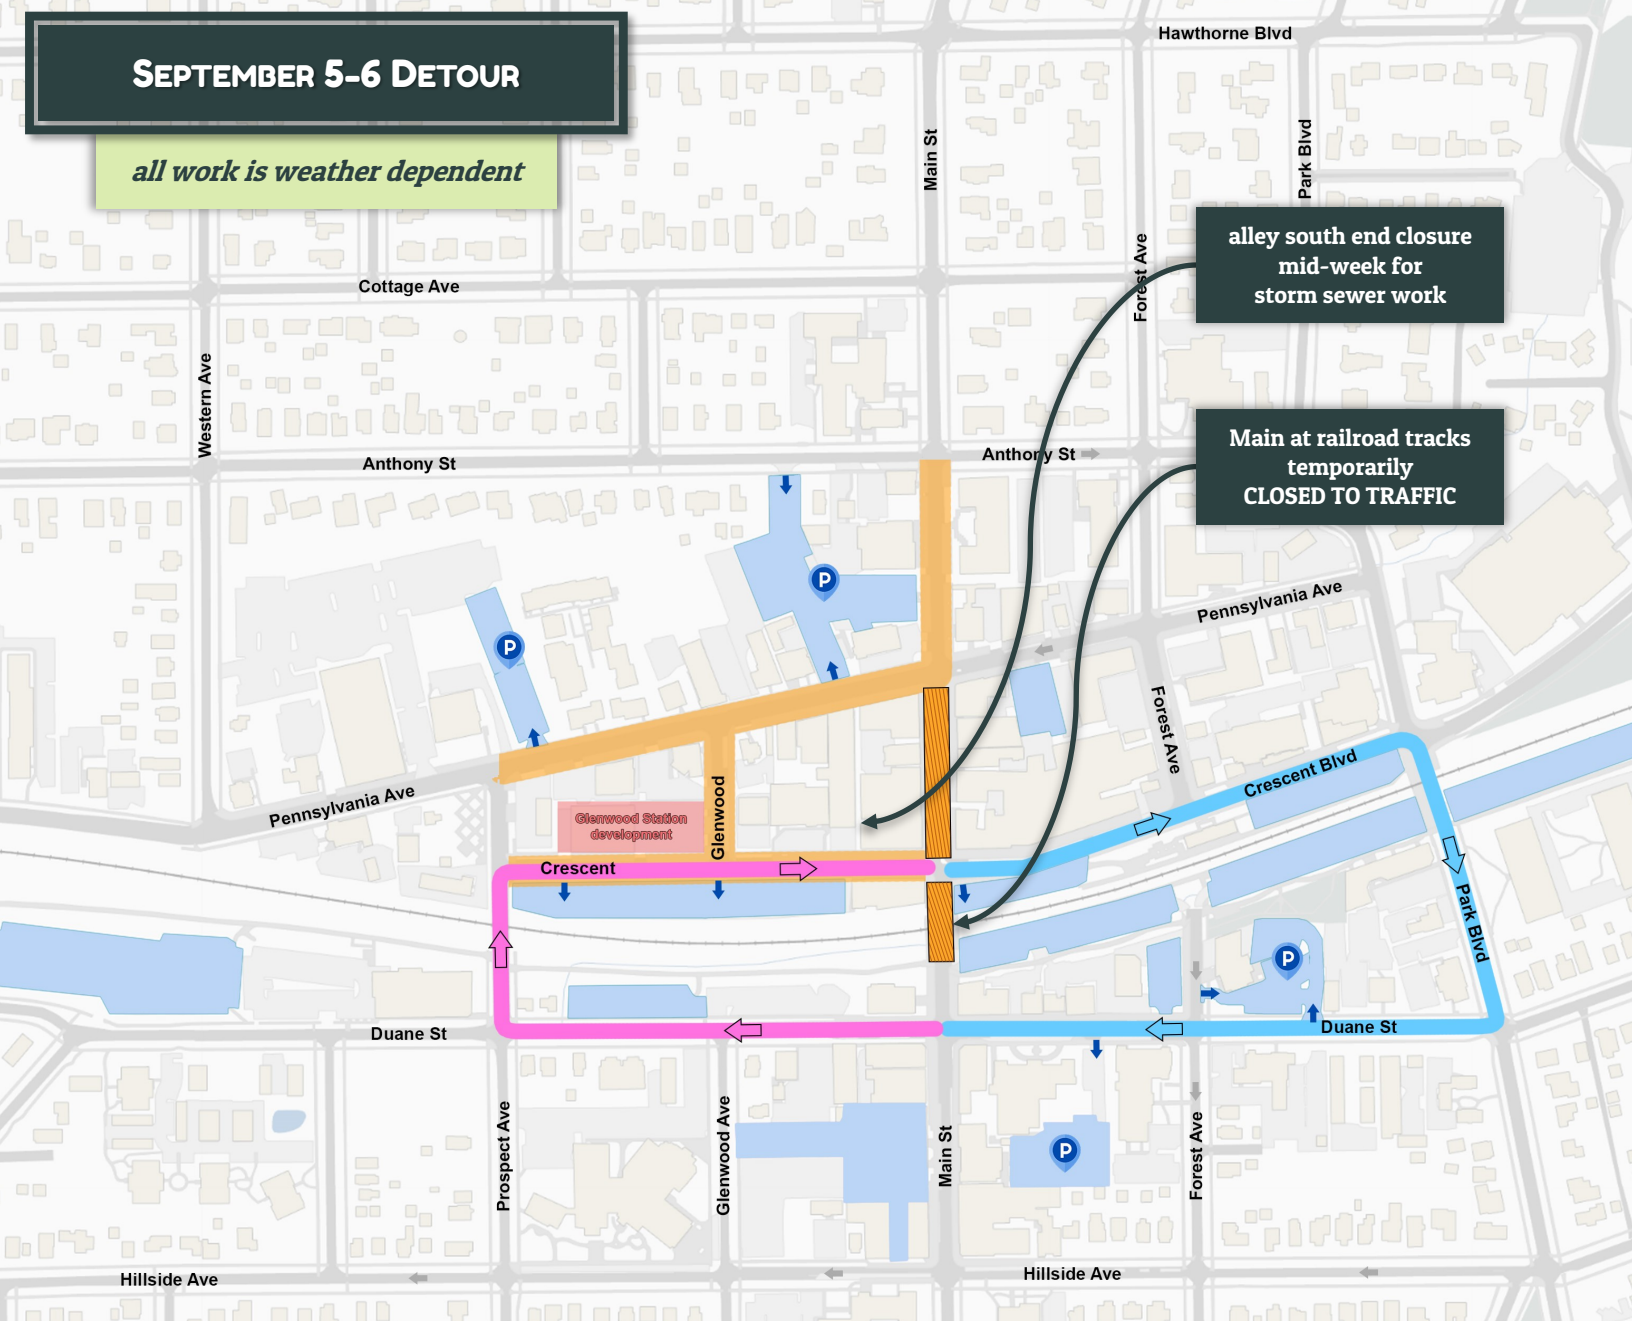 September 5-6 Detour
all work is weather dependent
Hawthorne Blvd
Main St
Park Blvd
alley south end closure
mid-week for
storm sewer work
Forest Ave
Cottage Ave
Western Ave
Main at railroad tracks
temporarily
CLOSED TO TRAFFIC
Anthony St
Anthony St
P
Pennsylvania Ave
P
Forest Ave
Crescent Blvd
Pennsylvania Ave
Glenwood
Glenwood Station
development
Crescent
Park Blvd
P
Duane St
Duane St
Prospect Ave
Glenwood Ave
Main St
P
Forest Ave
Hillside Ave
Hillside Ave